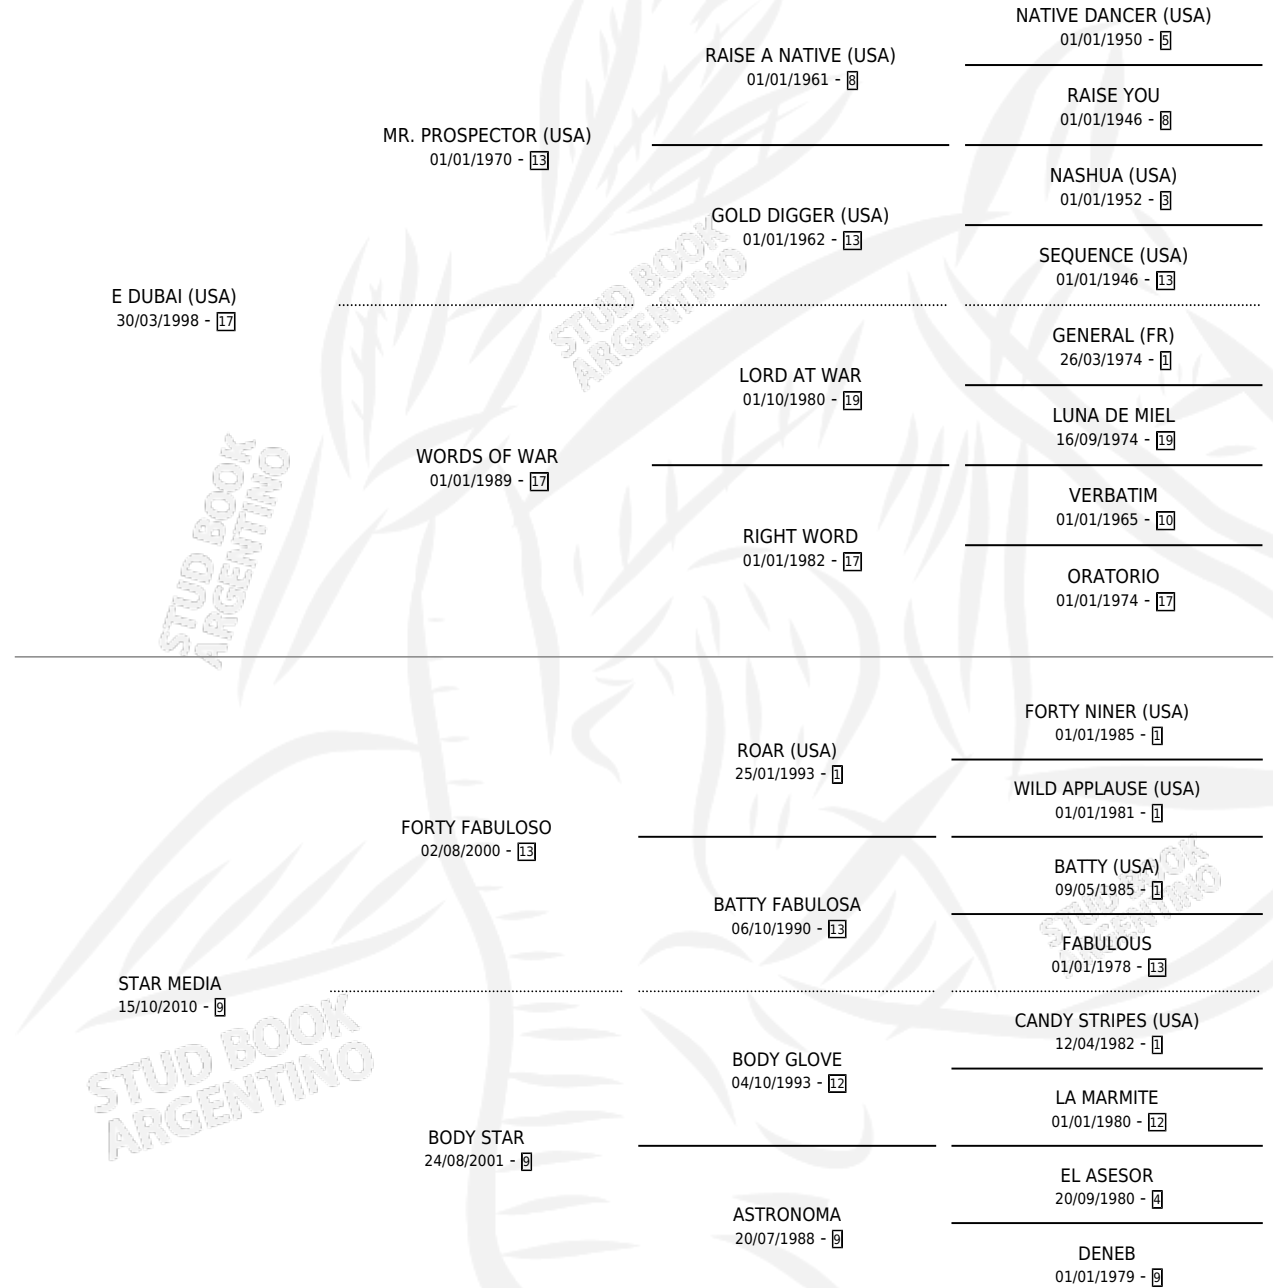 NATIVE DANCER (USA)
01/01/1950 - 5
RAISE A NATIVE (USA)
01/01/1961 - 8
RAISE YOU
01/01/1946 - 8
MR. PROSPECTOR (USA)
01/01/1970 - 13
NASHUA (USA)
01/01/1952 - 3
GOLD DIGGER (USA)
01/01/1962 - 13
SEQUENCE (USA)
01/01/1946 - 13
E DUBAI (USA)
30/03/1998 - 17
GENERAL (FR)
26/03/1974 - 1
LORD AT WAR
01/10/1980 - 19
LUNA DE MIEL
16/09/1974 - 19
WORDS OF WAR
01/01/1989 - 17
VERBATIM
01/01/1965 - 10
RIGHT WORD
01/01/1982 - 17
ORATORIO
01/01/1974 - 17
FORTY NINER (USA)
01/01/1985 - 1
ROAR (USA)
25/01/1993 - 1
WILD APPLAUSE (USA)
01/01/1981 - 1
FORTY FABULOSO
02/08/2000 - 13
BATTY (USA)
09/05/1985 - 1
BATTY FABULOSA
06/10/1990 - 13
FABULOUS
01/01/1978 - 13
STAR MEDIA
15/10/2010 - 9
CANDY STRIPES (USA)
12/04/1982 - 1
BODY GLOVE
04/10/1993 - 12
LA MARMITE
01/01/1980 - 12
BODY STAR
24/08/2001 - 9
EL ASESOR
20/09/1980 - 4
ASTRONOMA
20/07/1988 - 9
DENEB
01/01/1979 - 9
STUD BOOK
ARGENTINO
STUD BOOK
ARGENTINO
STUD BOOK
ARGENTINO
STUD BOOK
ARGENTINO